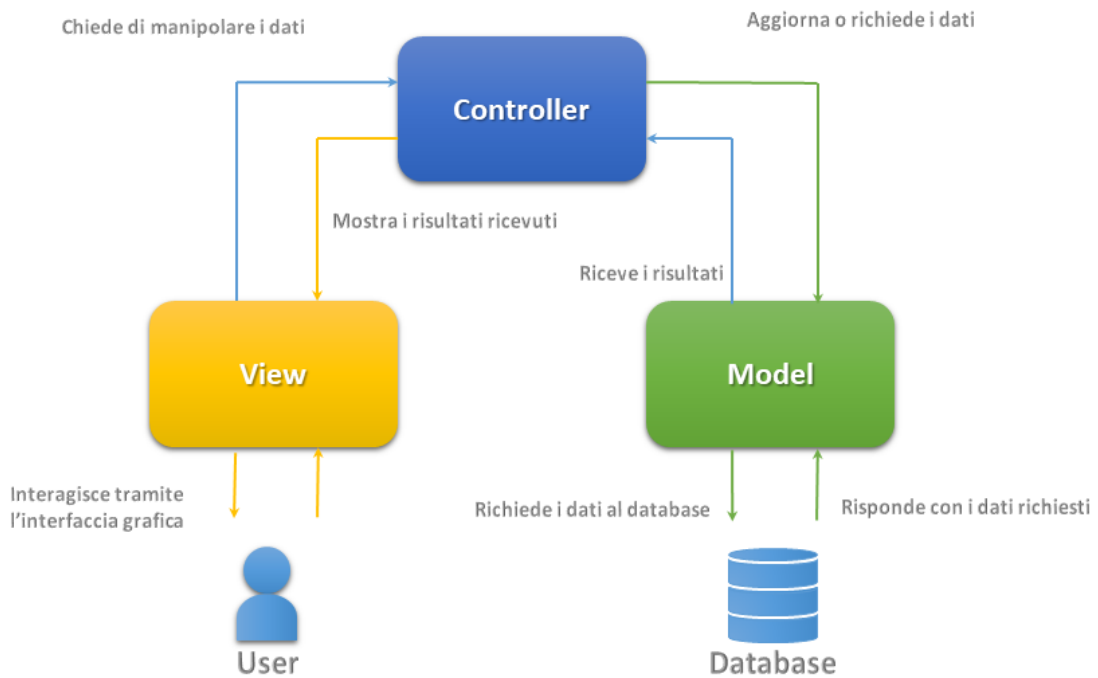 Chiede di manipolare i dati
Aggiorna o richiede i dati
Controller
Mostra i risultati ricevuti
Riceve i risultati
View
Model
Interagisce tramite
l'interfaccia grafica
Richiede i dati al database
Risponde con i dati richiesti
User
Database